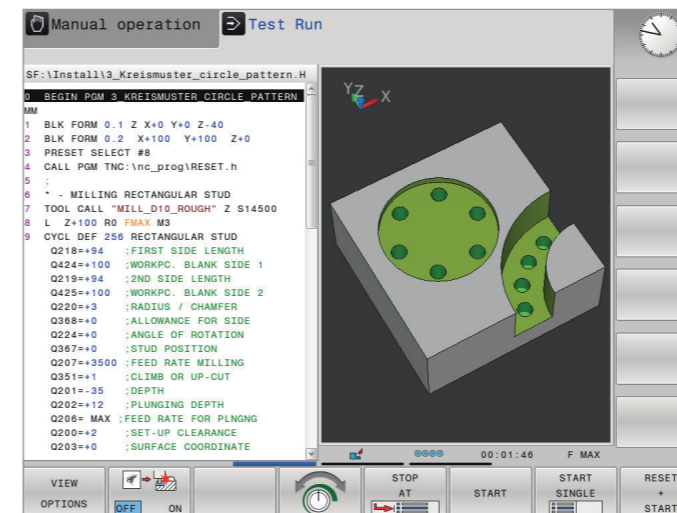 Manual operation
Test Run
SF:\Install\3_Kreismuster_circle_pattern.H
0 BEGIN PGM 3_KREISMUSTER_CIRCLE_PATTERN
MM
1 BLK FORM 0.1 Z X+0 Y+0 Z-40
2 BLK FORM 0.2 X+100 Y+100 Z+0
3 PRESET SELECT #8
4 CALL PGM TNC:\nc_prog\RESET.h
5 ;
6 * - MILLING RECTANGULAR STUD
7 TOOL CALL "MILL_D10_ROUGH" Z S14500
8 L Z+100 R0 FMAX M3
9 CYCL DEF 256 RECTANGULAR STUD
Q218=+94 ;FIRST SIDE LENGTH
Q424=+100 ;WORKPC. BLANK SIDE 1
Q219=+94 ;2ND SIDE LENGTH
Q425=+100 ;WORKPC. BLANK SIDE 2
Q220=+3 ;RADIUS / CHAMFER
Q368=+0 ;ALLOWANCE FOR SIDE
Q224=+0 ;ANGLE OF ROTATION
Q367=+0 ;STUD POSITION
Q207=+3500 ;FEED RATE MILLING
Q351=+1 ;CLIMB OR UP-CUT
Q201=-35 ;DEPTH
Q202=+12 ;PLUNGING DEPTH
Q206= MAX ;FEED RATE FOR PLNGNG
Q200=+2 ;SET-UP CLEARANCE
Q203=+0 ;SURFACE COORDINATE
Y Z X
00:01:46 F MAX
VIEW
OPTIONS
OFF ON
STOP
AT
START
START
SINGLE
RESET
+
START